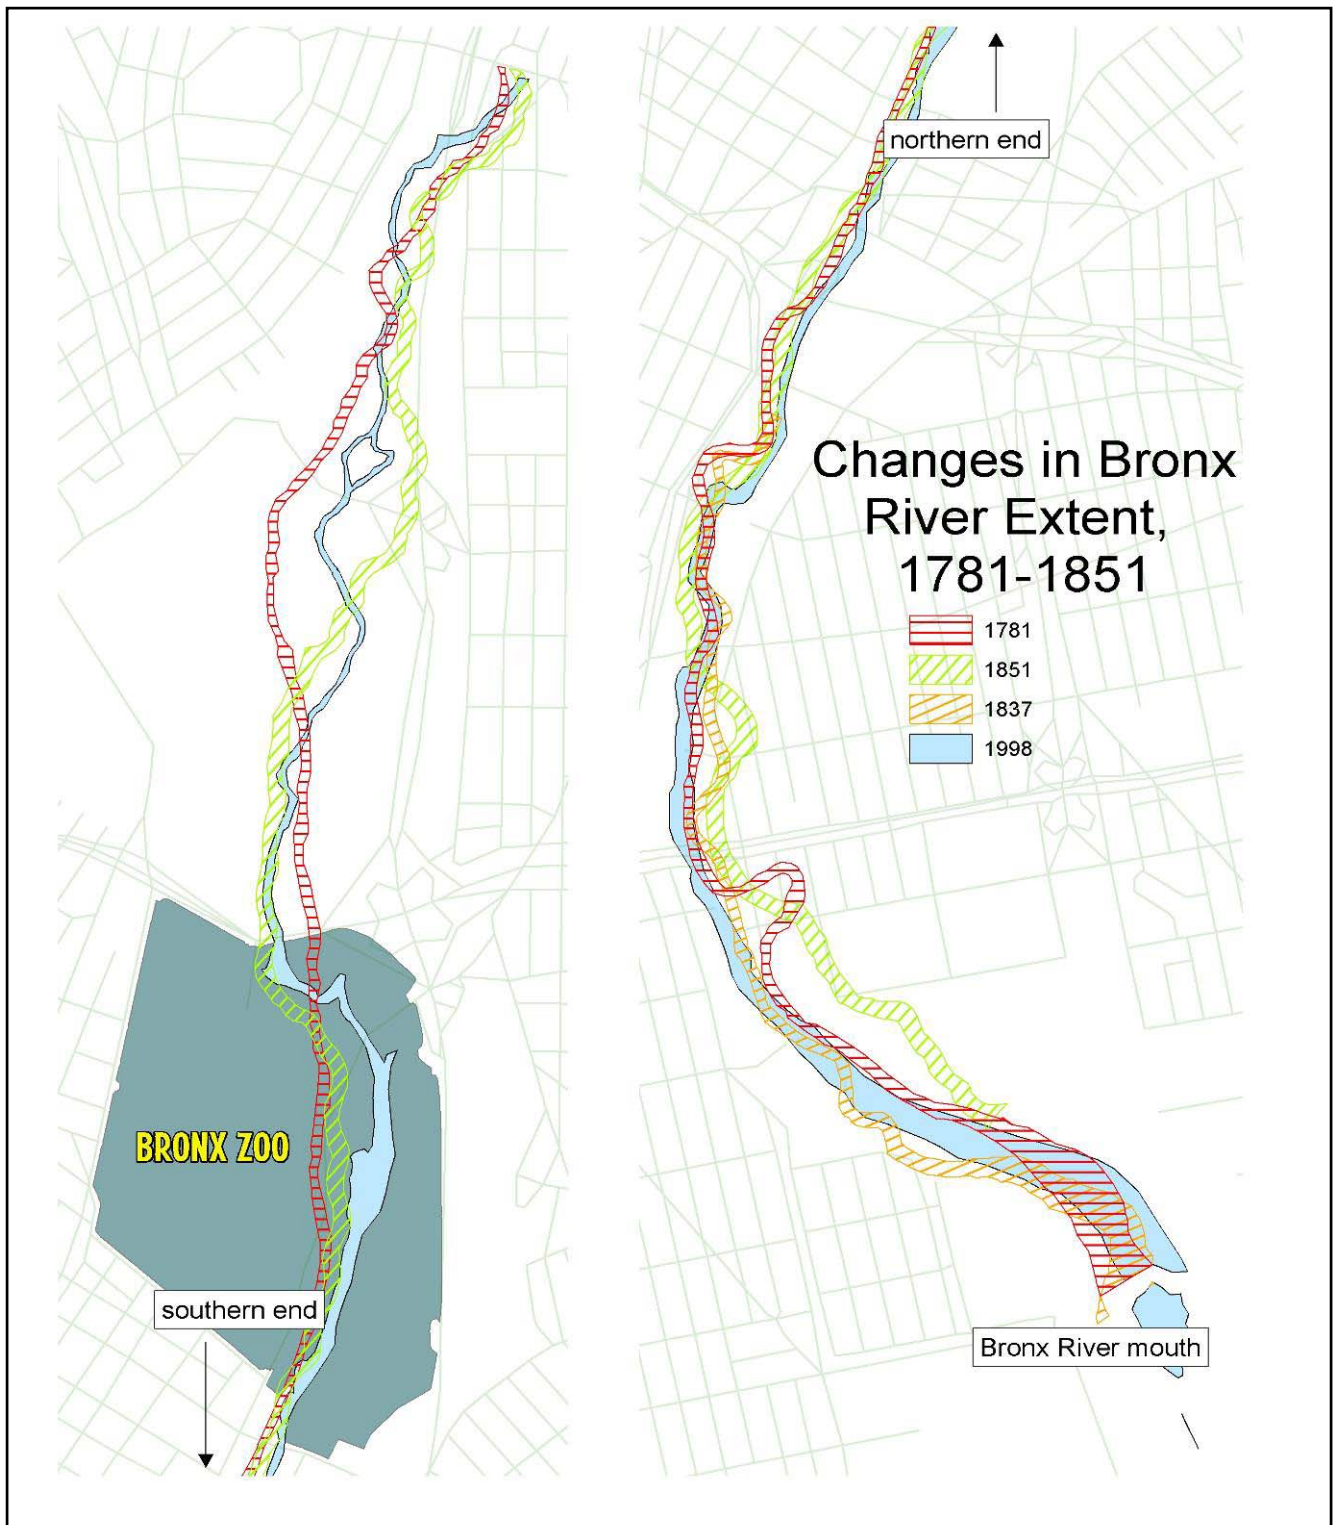 northern end
Changes in Bronx
River Extent,
1781-1851
1781
1851
1837
1998
BRONX ZOO
southern end
Bronx River mouth